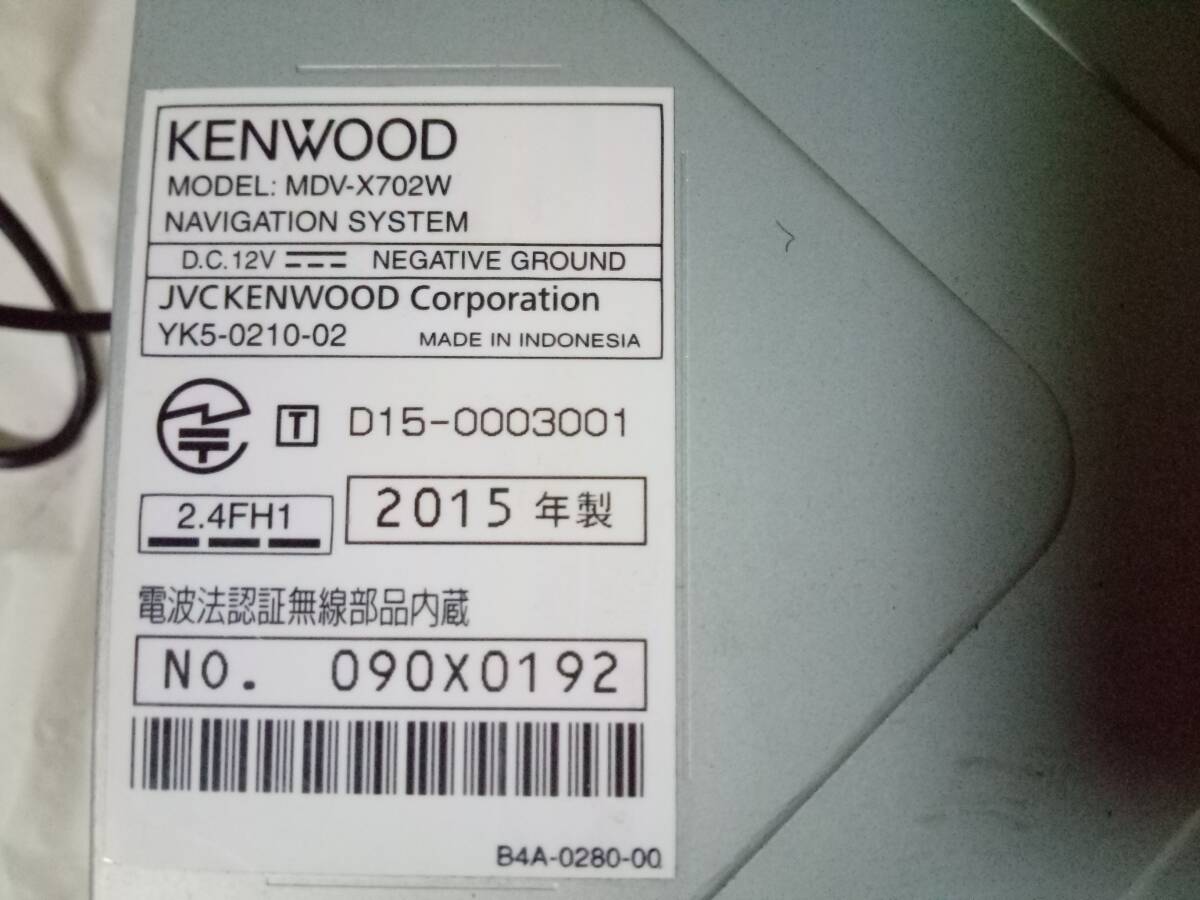 KENWOOD
MODEL: MDV-X702W
NAVIGATION SYSTEM
D.C.12V NEGATIVE GROUND
JVCKENWOOD Corporation
YK5-0210-02 MADE IN INDONESIA
T D15-0003001
2.4FH1
2015 年製
電波法認証無線部品内蔵
NO. 090X0192
B4A-0280-00